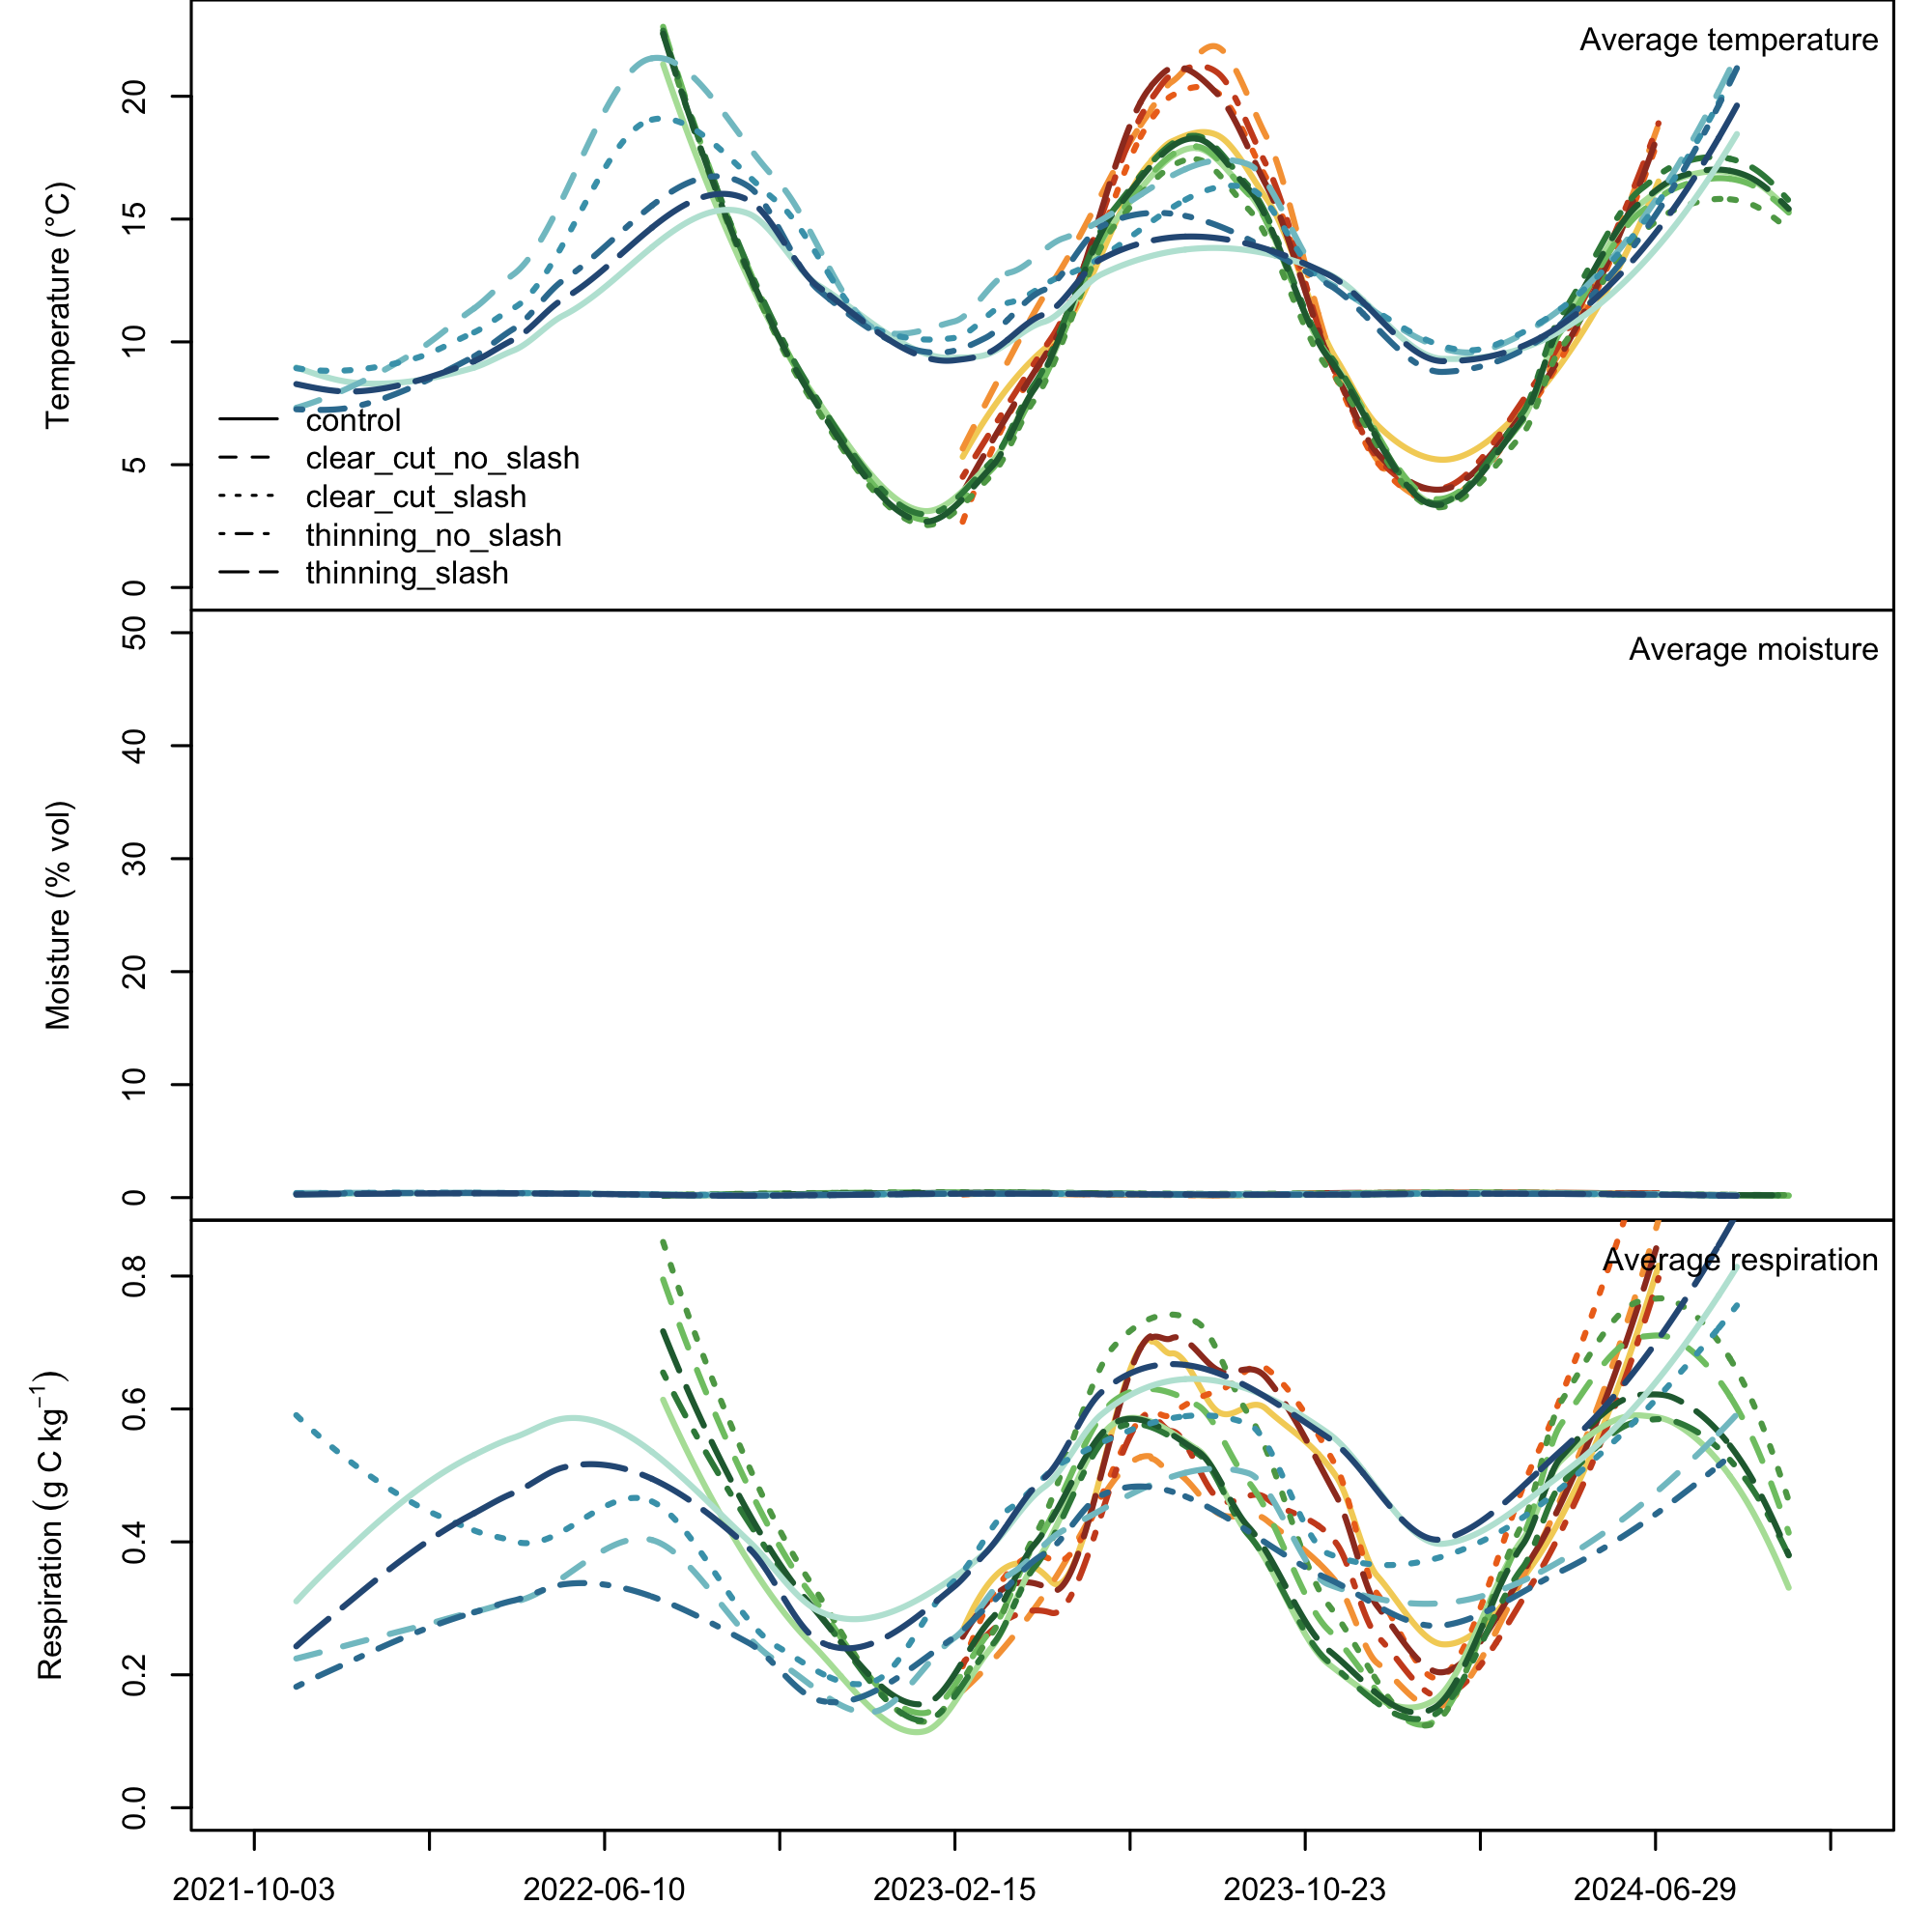 Average temperature
Temperature (°C)
20
15
10
5
0
control
clear_cut_no_slash
clear_cut_slash
thinning_no_slash
thinning_slash
Average moisture
Moisture (% vol)
50
40
30
20
10
0
Average respiration
Respiration (g C kg⁻¹)
0.8
0.6
0.4
0.2
0.0
2021-10-03
2022-06-10
2023-02-15
2023-10-23
2024-06-29